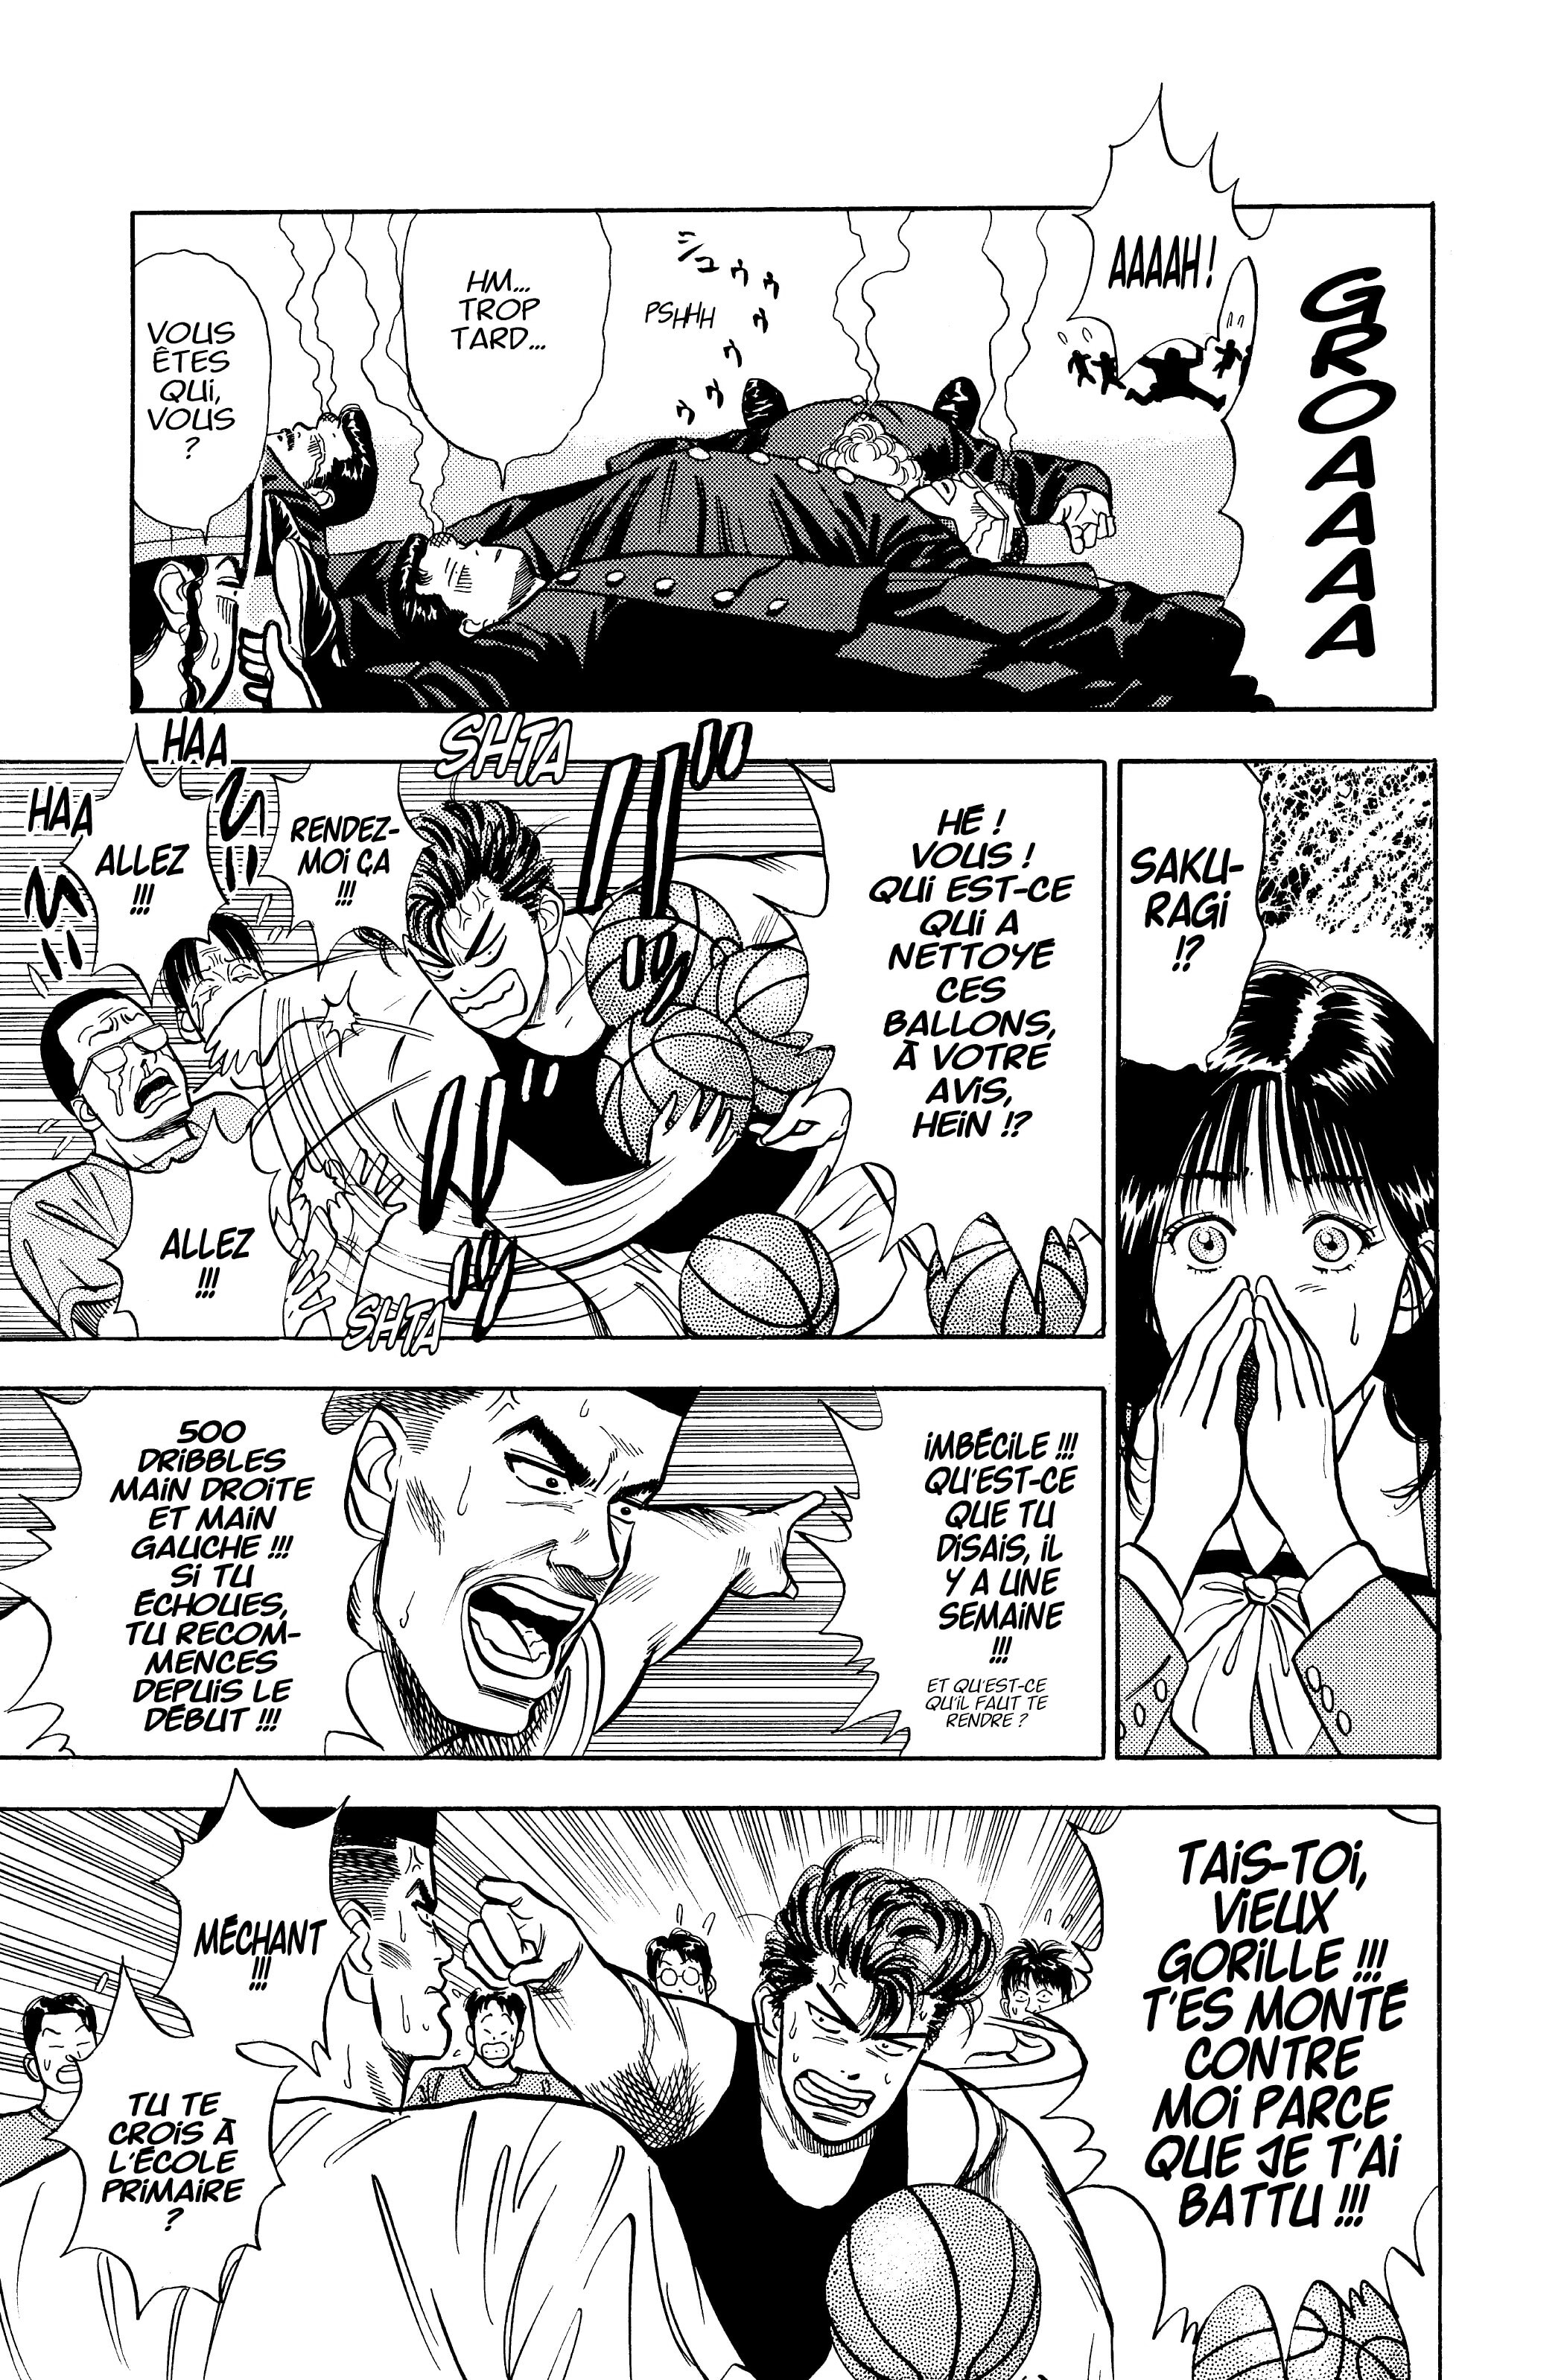 GROAAAA
AAAAH !
シュゥゥゥゥゥゥゥゥ
PSHHH
HM...
TROP
TARD...
VOUS
ÊTES
QUI,
VOUS
?
SAKU-
RAGI
!?
HÉ !
VOUS !
QUI EST-CE
QUI A
NETTOYÉ
CES
BALLONS,
À VOTRE
AVIS,
HEIN !?
SHTA
RENDEZ-
MOI ÇA
!!!
HAA
ALLEZ
!!!
HAA
ALLEZ
!!!
SHTA
IMBÉCILE !!!
QU'EST-CE
QUE TU
DISAIS, IL
Y A UNE
SEMAINE
!!!
ET QU'EST-CE
QU'IL FAUT TE
RENDRE ?
500
DRIBBLES
MAIN DROITE
ET MAIN
GAUCHE !!!
SI TU
ÉCHOUES,
TU RECOM-
MENCES
DEPUIS LE
DÉBUT !!!
TAIS-TOI,
VIEUX
GORILLE !!!
T'ES MONTÉ
CONTRE
MOI PARCE
QUE JE T'AI
BATTU !!!
MÉCHANT
!!!
TU TE
CROIS À
L'ÉCOLE
PRIMAIRE
?